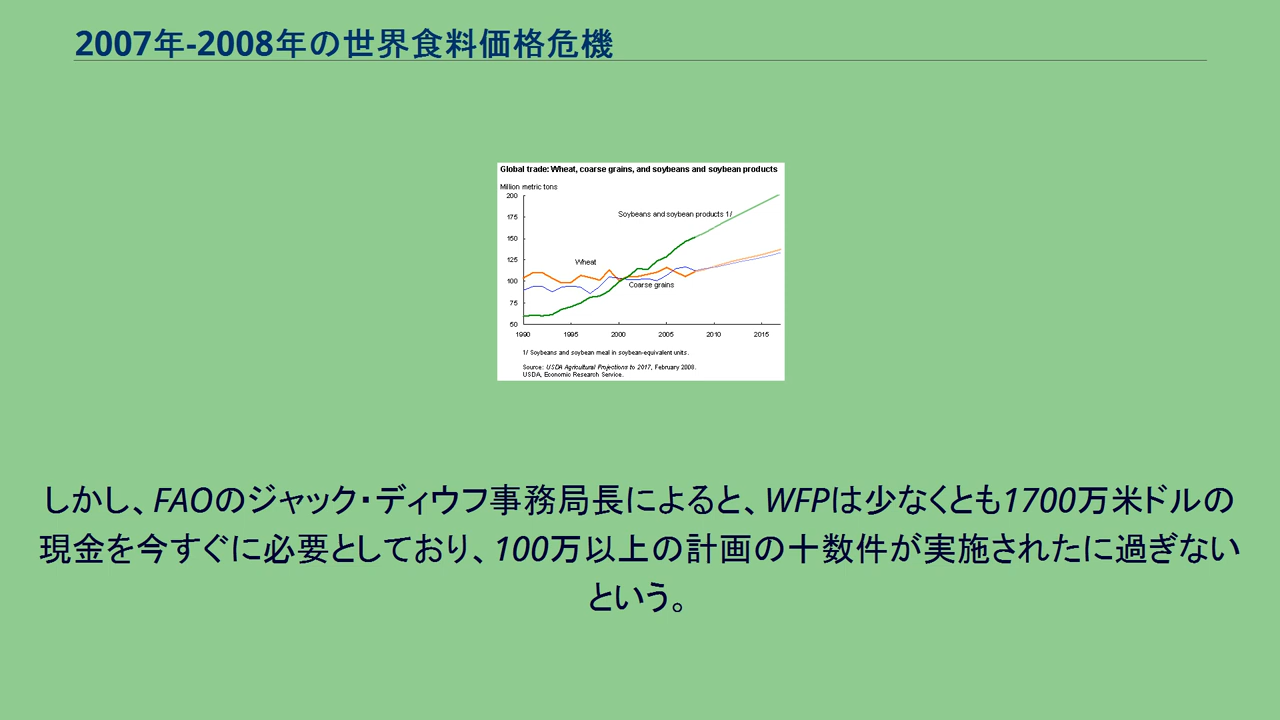 2007年-2008年の世界食料価格危機
Global trade: Wheat, coarse grains, and soybeans and soybean products
Million metric tons
200
175
150
125
100
75
50
Soybeans and soybean products 1/
Wheat
Coarse grains
1990 1995 2000 2005 2010 2015
1/ Soybeans and soybean meal in soybean-equivalent units.
Source: USDA Agricultural Projections to 2017, February 2008.
USDA, Economic Research Service.
しかし、FAOのジャック・ディウフ事務局長によると、WFPは少なくとも1700万米ドルの
現金を今すぐに必要としており、100万以上の計画の十数件が実施されたに過ぎない
という。